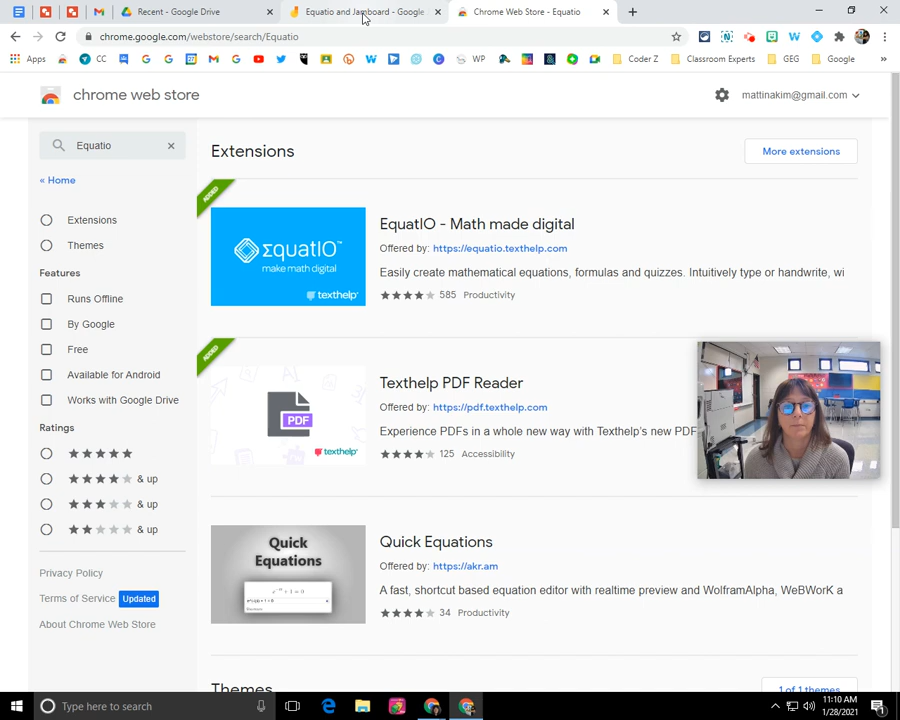 Recent - Google Drive
Equatio and Jamboard - Google
Chrome Web Store - Equatio
chrome.google.com/webstore/search/Equatio
Apps
CC
WP
Coder Z
Classroom Experts
GEG
Google
chrome web store
mattinakim@gmail.com
Equatio
« Home
Extensions
Themes
Features
Runs Offline
By Google
Free
Available for Android
Works with Google Drive
Ratings
& up
& up
& up
Privacy Policy
Terms of Service Updated
About Chrome Web Store
Extensions
More extensions
ADDED
ΣquatIO™
make math digital
texthelp
EquatIO - Math made digital
Offered by: https://equatio.texthelp.com
Easily create mathematical equations, formulas and quizzes. Intuitively type or handwrite, wi
585 Productivity
ADDED
PDF
texthelp
Texthelp PDF Reader
Offered by: https://pdf.texthelp.com
Experience PDFs in a whole new way with Texthelp's new PDF
125 Accessibility
Quick
Equations
Quick Equations
Offered by: https://akr.am
A fast, shortcut based equation editor with realtime preview and WolframAlpha, WeBWorK a
34 Productivity
Themes
1 of 1 themes
Type here to search
11:10 AM
1/28/2021